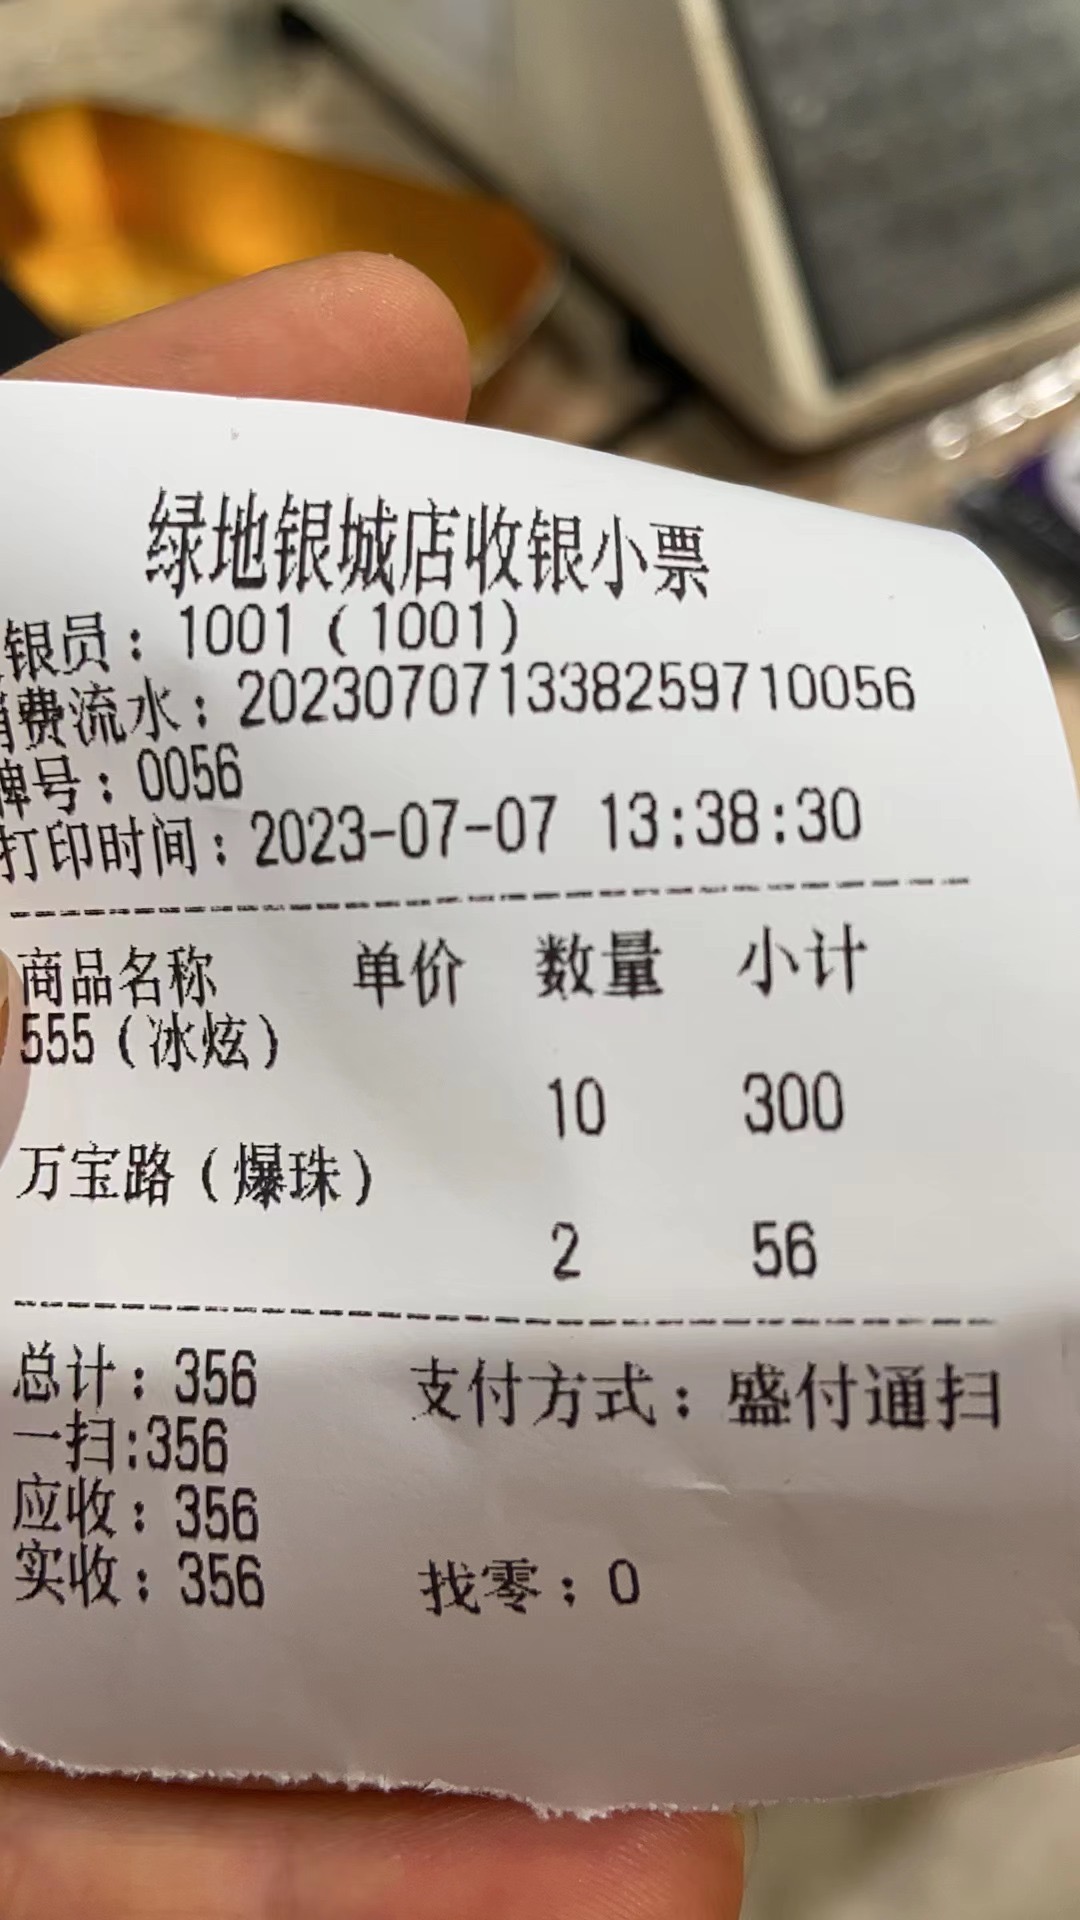 绿地银城店收银小票
银员：1001（1001）
消费流水：202307071338259710056
牌号：0056
打印时间：2023-07-07 13:38:30
商品名称 单价 数量 小计
555（冰炫）
10 300
万宝路（爆珠）
2 56
总计：356 支付方式：盛付通扫
一扫:356
应收：356
实收：356 找零：0